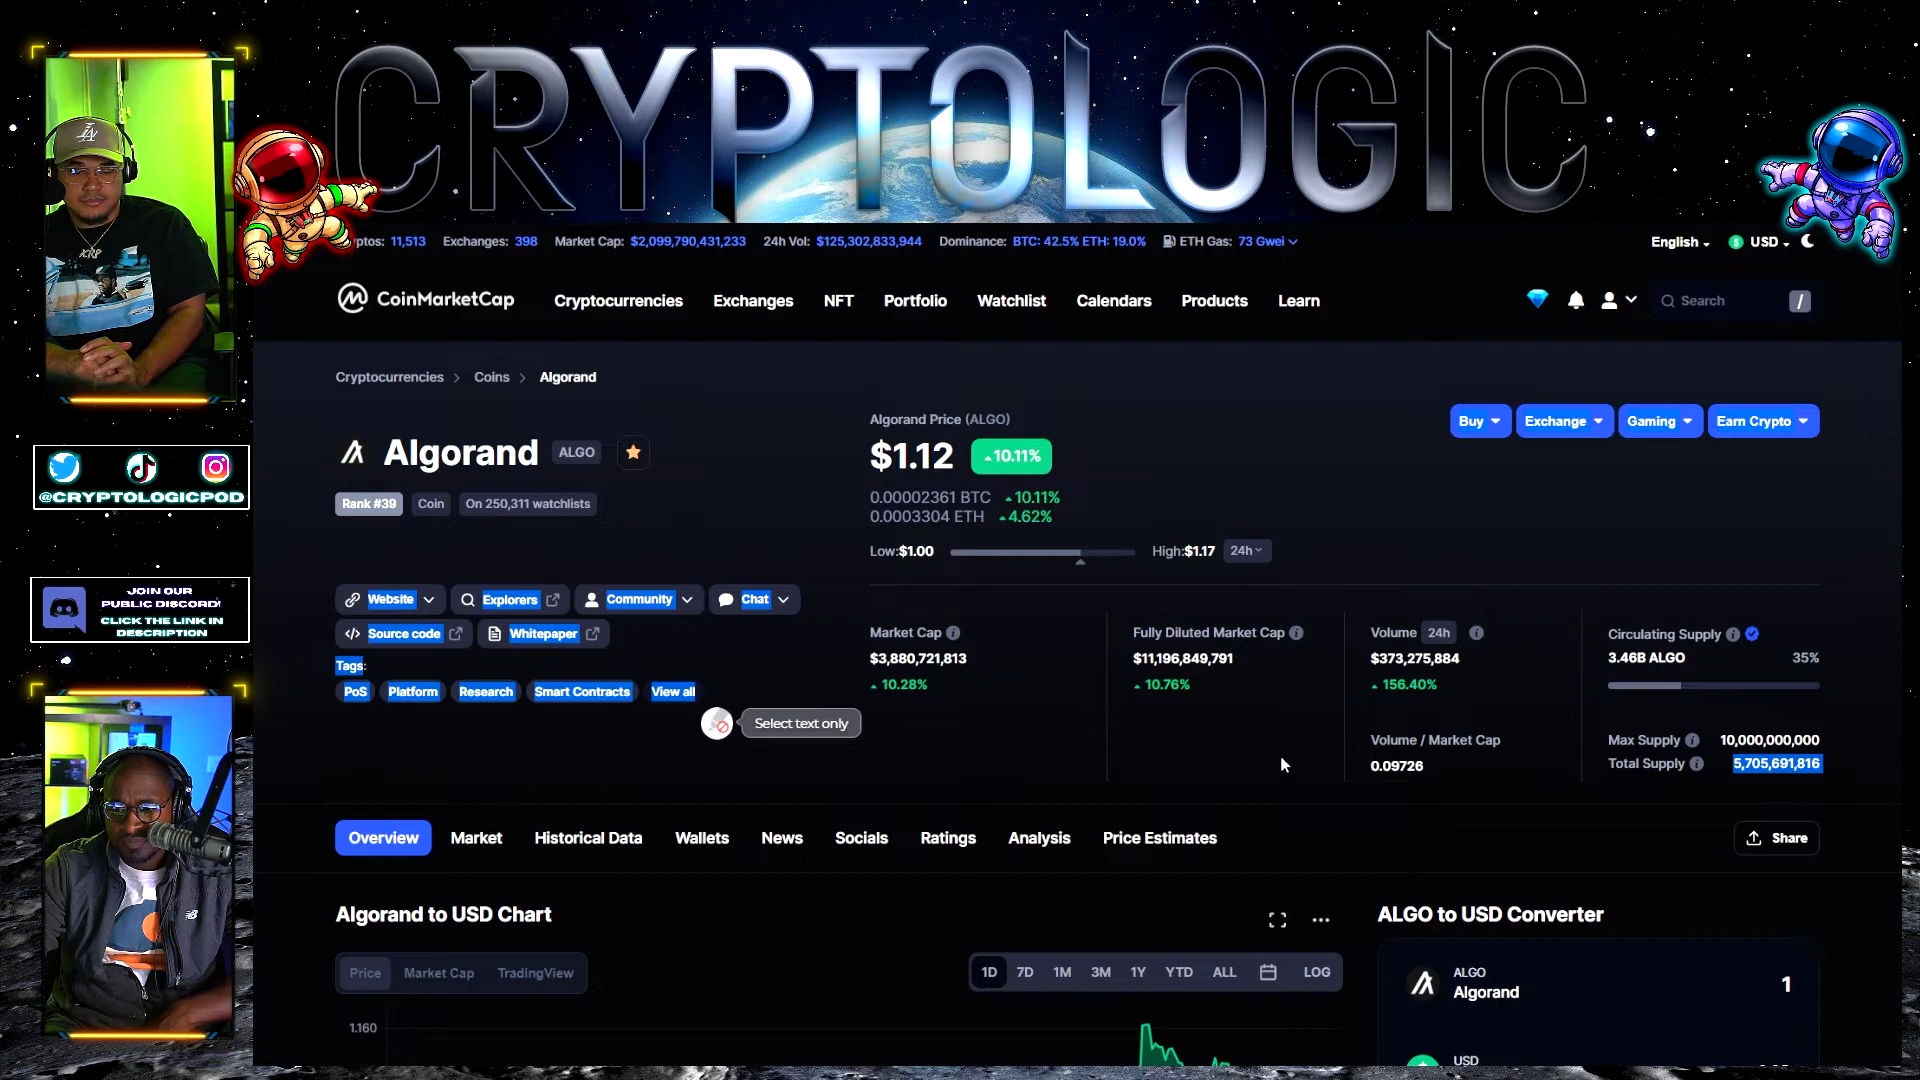 CRYPTOLOGIC
ptos: 11,513 Exchanges: 398 Market Cap: $2,099,790,431,233 24h Vol: $125,302,833,944 Dominance: BTC: 42.5% ETH: 19.0% ETH Gas: 73 Gwei English USD
CoinMarketCap Cryptocurrencies Exchanges NFT Portfolio Watchlist Calendars Products Learn Search /
Cryptocurrencies > Coins > Algorand
Algorand ALGO
Rank #39 Coin On 250,311 watchlists
Algorand Price (ALGO)
$1.12 10.11%
0.00002361 BTC 10.11%
0.0003304 ETH 4.62%
Low:$1.00 High:$1.17 24h
Buy Exchange Gaming Earn Crypto
@CRYPTOLOGICPOD
JOIN OUR
PUBLIC DISCORD!
CLICK THE LINK IN
DESCRIPTION
Website Explorers Community Chat
Source code Whitepaper
Tags:
PoS Platform Research Smart Contracts View all
Select text only
Market Cap
$3,880,721,813
10.28%
Fully Diluted Market Cap
$11,196,849,791
10.76%
Volume 24h
$373,275,884
156.40%
Volume / Market Cap
0.09726
Circulating Supply
3.46B ALGO 35%
Max Supply 10,000,000,000
Total Supply 5,705,691,816
Overview Market Historical Data Wallets News Socials Ratings Analysis Price Estimates Share
Algorand to USD Chart
Price Market Cap TradingView
1D 7D 1M 3M 1Y YTD ALL LOG
1.160
ALGO to USD Converter
ALGO
Algorand 1
USD